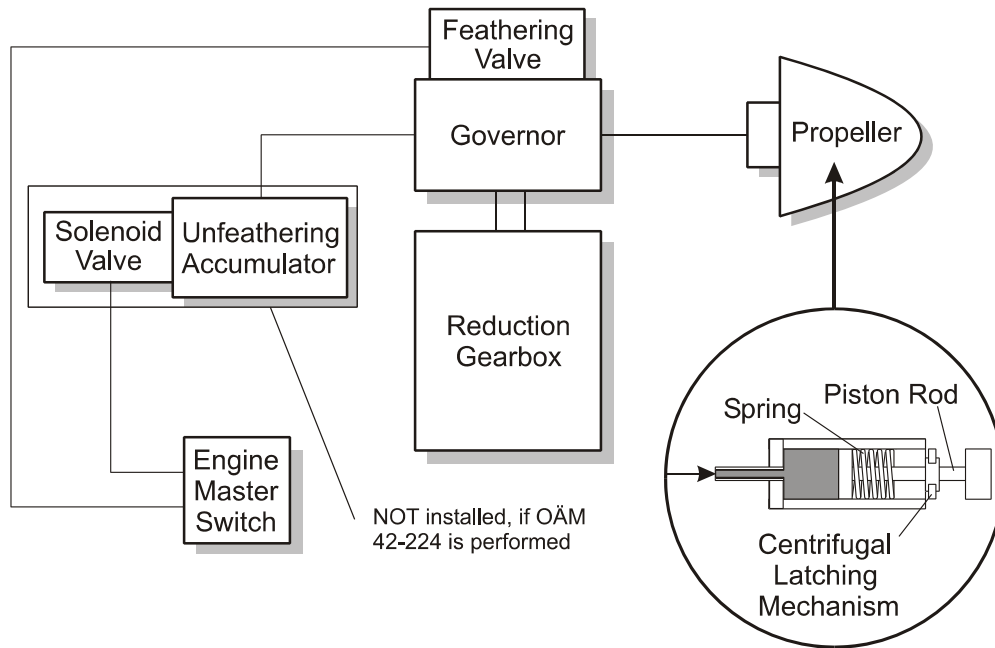 Feathering
Valve
Governor
Propeller
Solenoid
Valve
Unfeathering
Accumulator
Reduction
Gearbox
Engine
Master
Switch
NOT installed, if OÄM
42-224 is performed
Spring
Piston Rod
Centrifugal
Latching
Mechanism